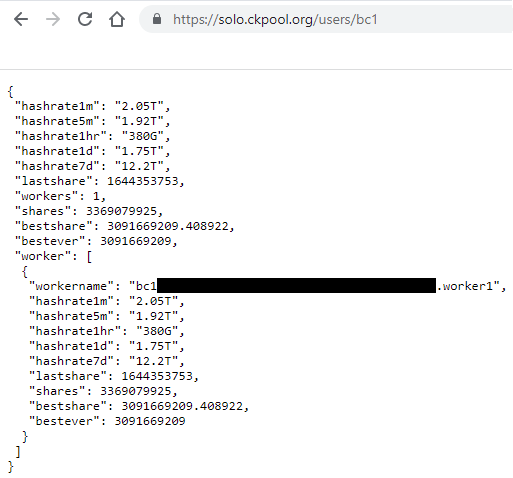 https://solo.ckpool.org/users/bc1
{
"hashrate1m": "2.05T",
"hashrate5m": "1.92T",
"hashrate1hr": "380G",
"hashrate1d": "1.75T",
"hashrate7d": "12.2T",
"lastshare": 1644353753,
"workers": 1,
"shares": 3369079925,
"bestshare": 3091669209.408922,
"bestever": 3091669209,
"worker": [
{
"workername": "bc1 .worker1",
"hashrate1m": "2.05T",
"hashrate5m": "1.92T",
"hashrate1hr": "380G",
"hashrate1d": "1.75T",
"hashrate7d": "12.2T",
"lastshare": 1644353753,
"shares": 3369079925,
"bestshare": 3091669209.408922,
"bestever": 3091669209
}
]
}